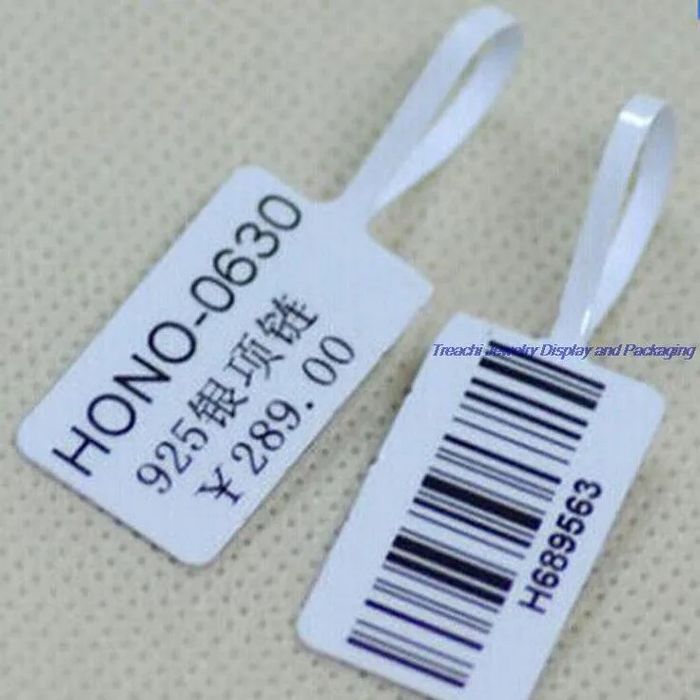 HONO-0630
925银项链
¥289.00
Treachi Jewelry Display and Packaging
H689563